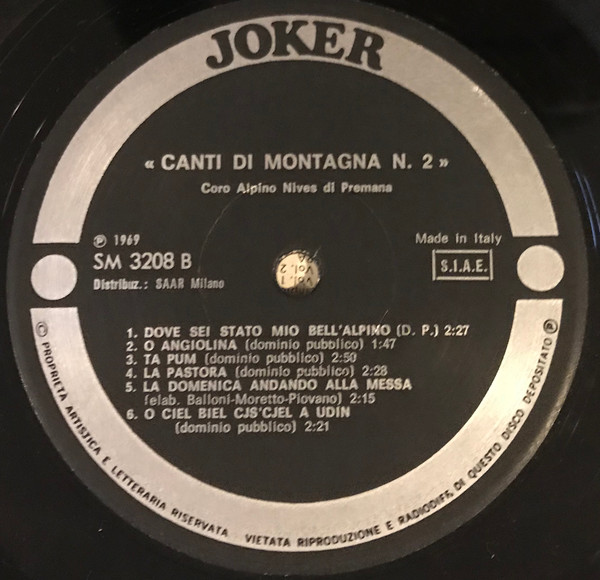 JOKER
« CANTI DI MONTAGNA N. 2 »
Coro Alpino Nives di Premana
℗ 1969
SM 3208 B
Distribuz.: SAAR Milano
Made in Italy
S.I.A.E.
1. DOVE SEI STATO MIO BELL'ALPINO (D. P.) 2:27
2. O ANGIOLINA (dominio pubblico) 1:47
3. TA PUM (dominio pubblico) 2:50
4. LA PASTORA (dominio pubblico) 2:28
5. LA DOMENICA ANDANDO ALLA MESSA
(elab. Balloni-Moretto-Piovano) 2:15
6. O CIEL BIEL CJS'CJEL A UDIN
(dominio pubblico) 2:21
© PROPRIETÀ ARTISTICA E LETTERARIA RISERVATA VIETATA RIPRODUZIONE E RADIODIFF. DI QUESTO DISCO DEPOSITATO ℗
Vol. 1
Vol. 2